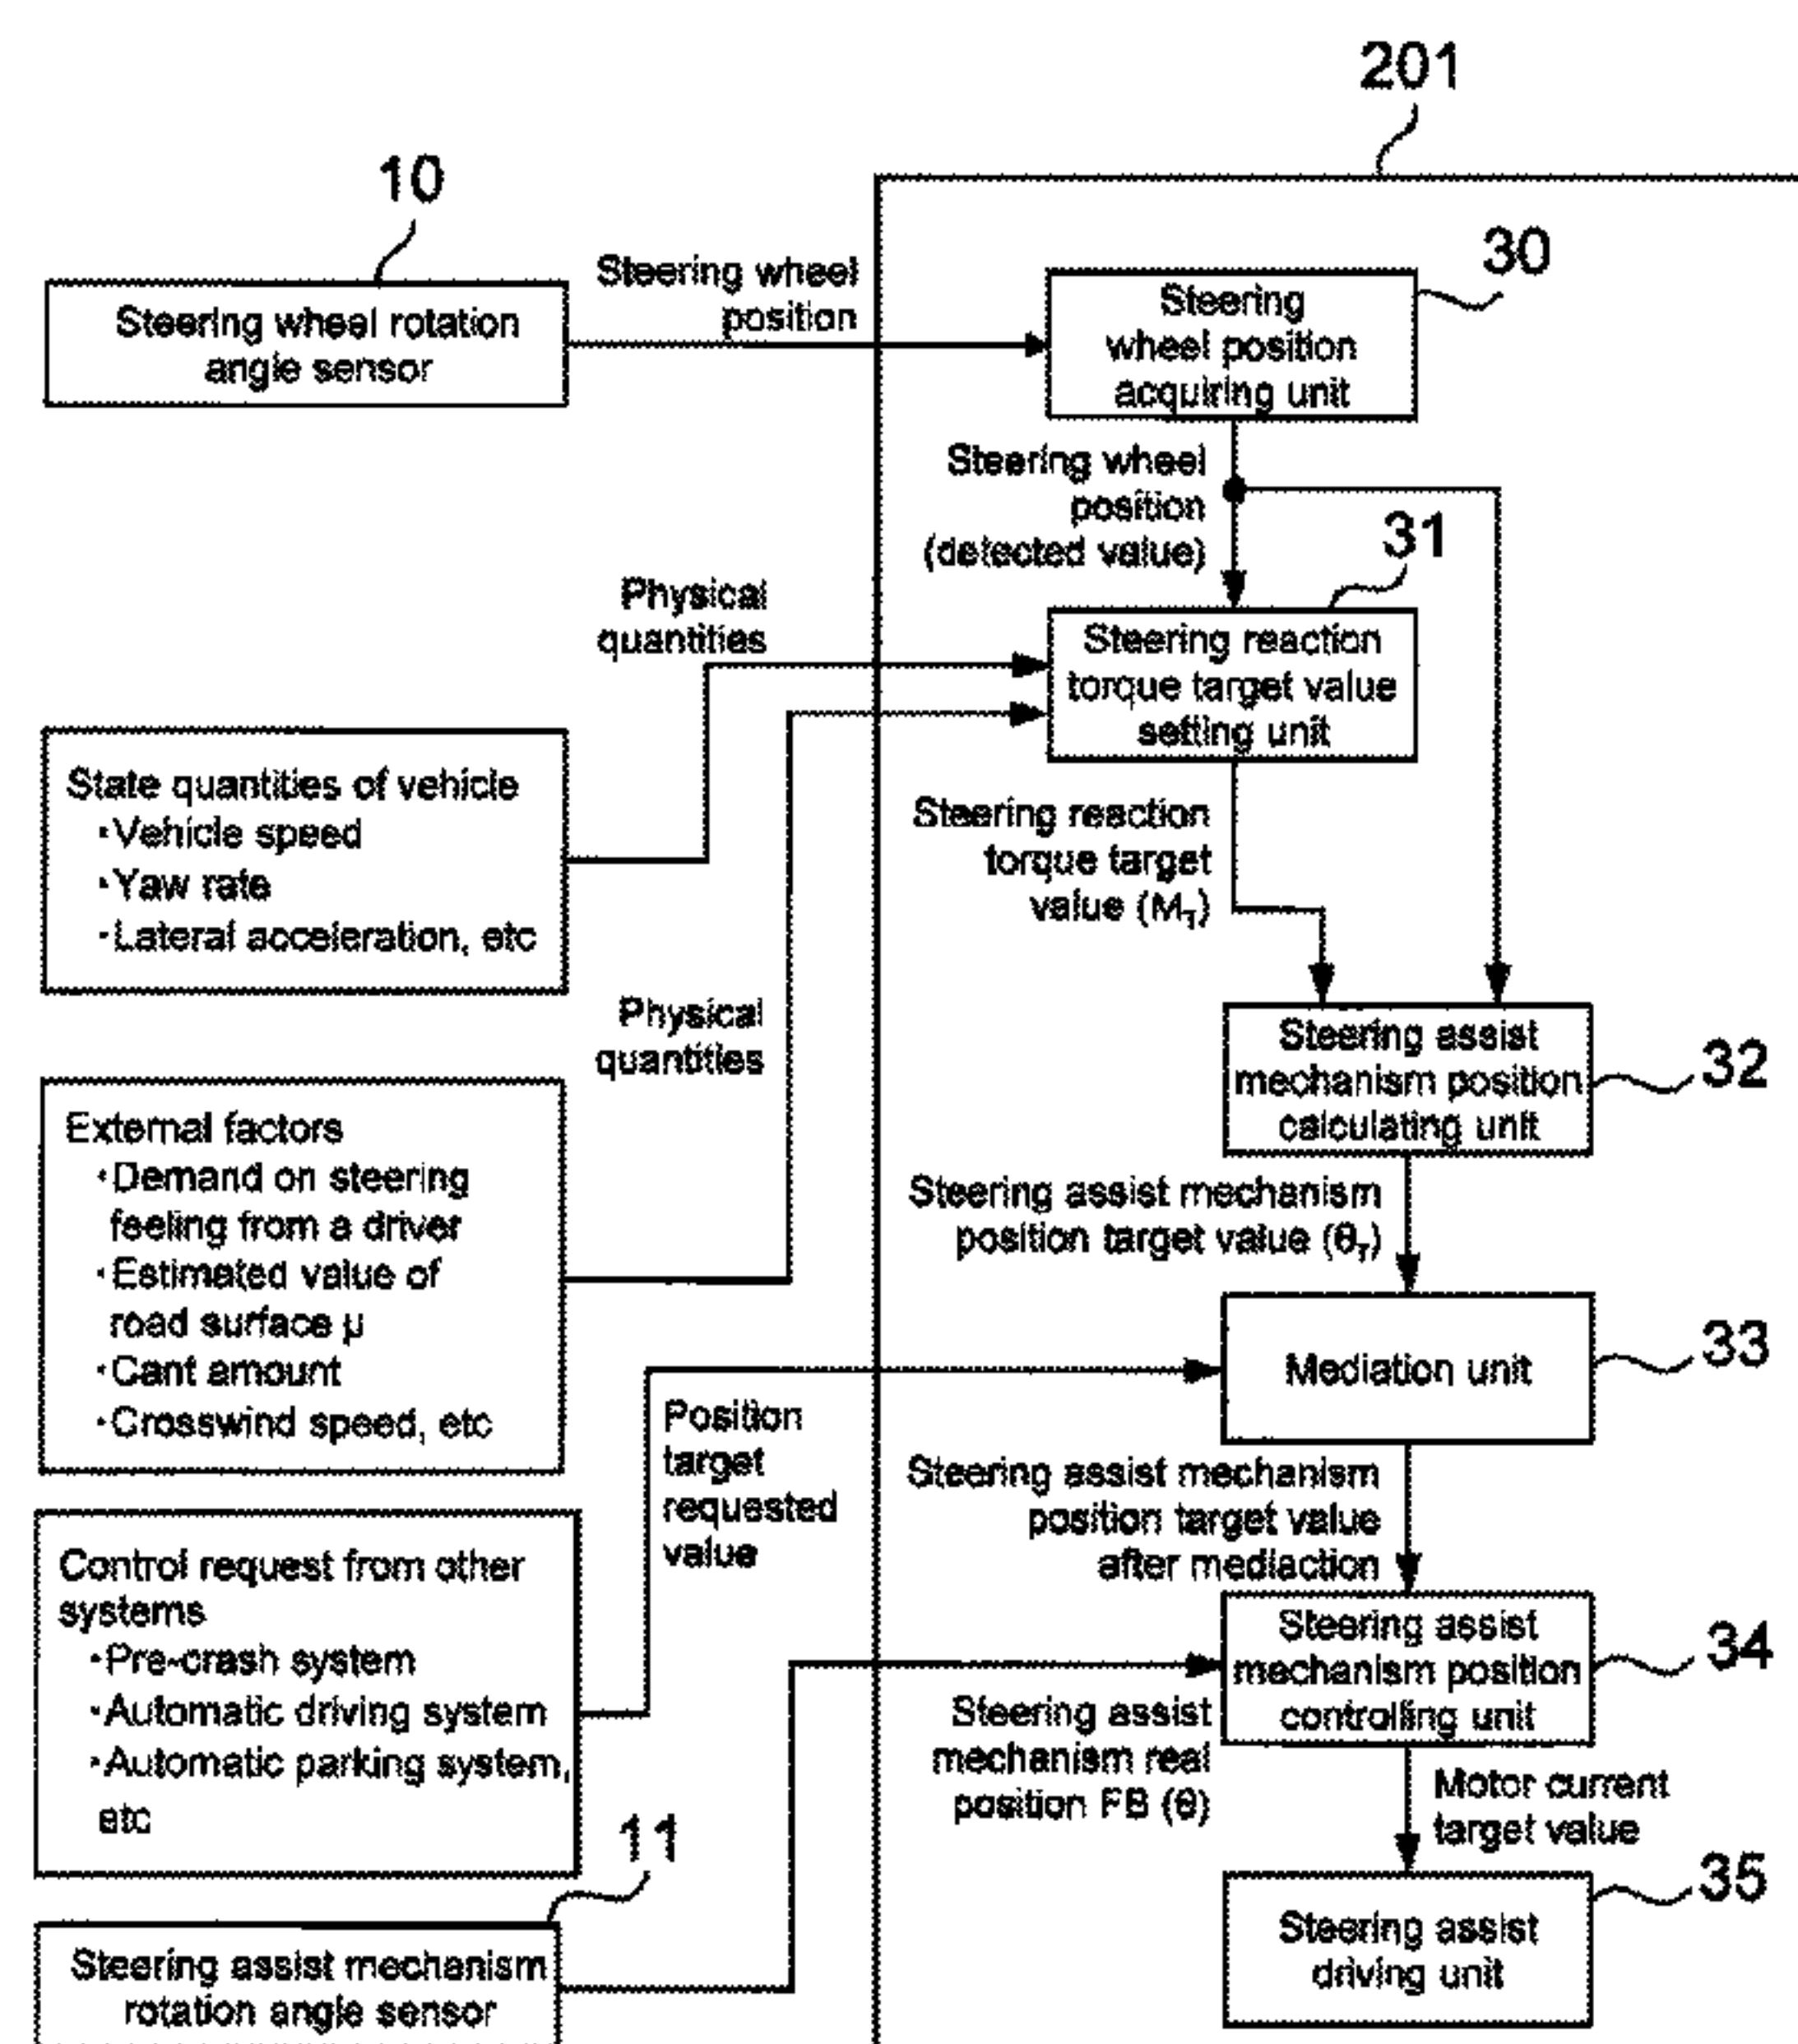 201
10
Steering wheel rotation
angle sensor
Steering wheel
position
30
Steering
wheel position
acquiring unit
Steering wheel
position
(detected value)
31
Physical
quantities
Steering reaction
torque target value
setting unit
State quantities of vehicle
・Vehicle speed
・Yaw rate
・Lateral acceleration, etc
Steering reaction
torque target
value (M_T)
Physical
quantities
Steering assist
mechanism position
calculating unit
32
External factors
・Demand on steering
feeling from a driver
・Estimated value of
road surface μ
・Cant amount
・Crosswind speed, etc
Steering assist mechanism
position target value (θ_T)
Mediation unit
33
Position
target
requested
value
Steering assist mechanism
position target value
after mediaction
Control request from other
systems
・Pre-crash system
・Automatic driving system
・Automatic parking system,
etc
Steering assist
mechanism position
controlling unit
34
Steering assist
mechanism real
position FB (θ)
Motor current
target value
11
Steering assist mechanism
rotation angle sensor
35
Steering assist
driving unit